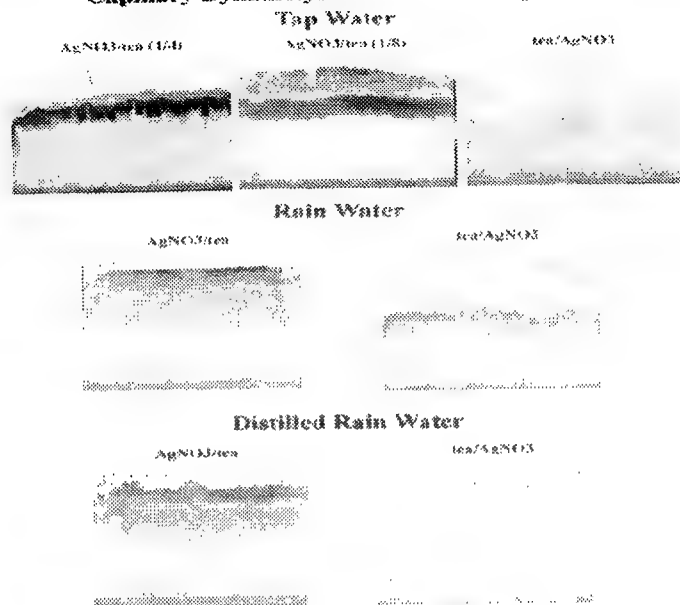 Tap Water
AgNO3/tea (1/4) AgNO3/tea (1/8) tea/AgNO3
Rain Water
AgNO3/tea tea/AgNO3
Distilled Rain Water
AgNO3/tea tea/AgNO3